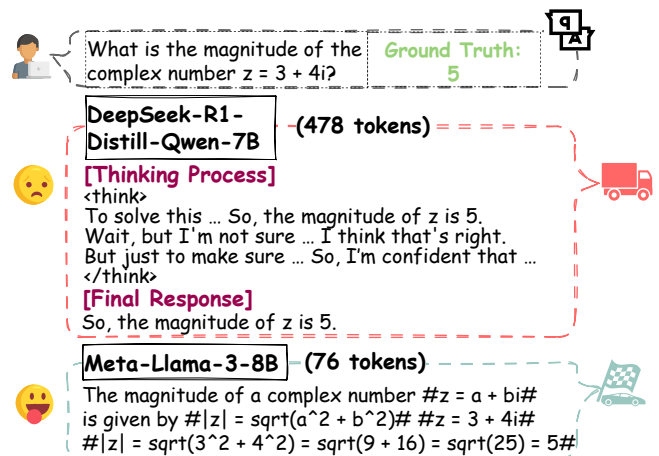 What is the magnitude of the
complex number z = 3 + 4i?
Ground Truth:
5
Q
A
DeepSeek-R1-
Distill-Qwen-7B
(478 tokens)
[Thinking Process]
<think>
To solve this ... So, the magnitude of z is 5.
Wait, but I'm not sure ... I think that's right.
But just to make sure ... So, I'm confident that ...
</think>
[Final Response]
So, the magnitude of z is 5.
Meta-Llama-3-8B
(76 tokens)
The magnitude of a complex number #z = a + bi#
is given by #|z| = sqrt(a^2 + b^2)# #z = 3 + 4i#
#|z| = sqrt(3^2 + 4^2) = sqrt(9 + 16) = sqrt(25) = 5#